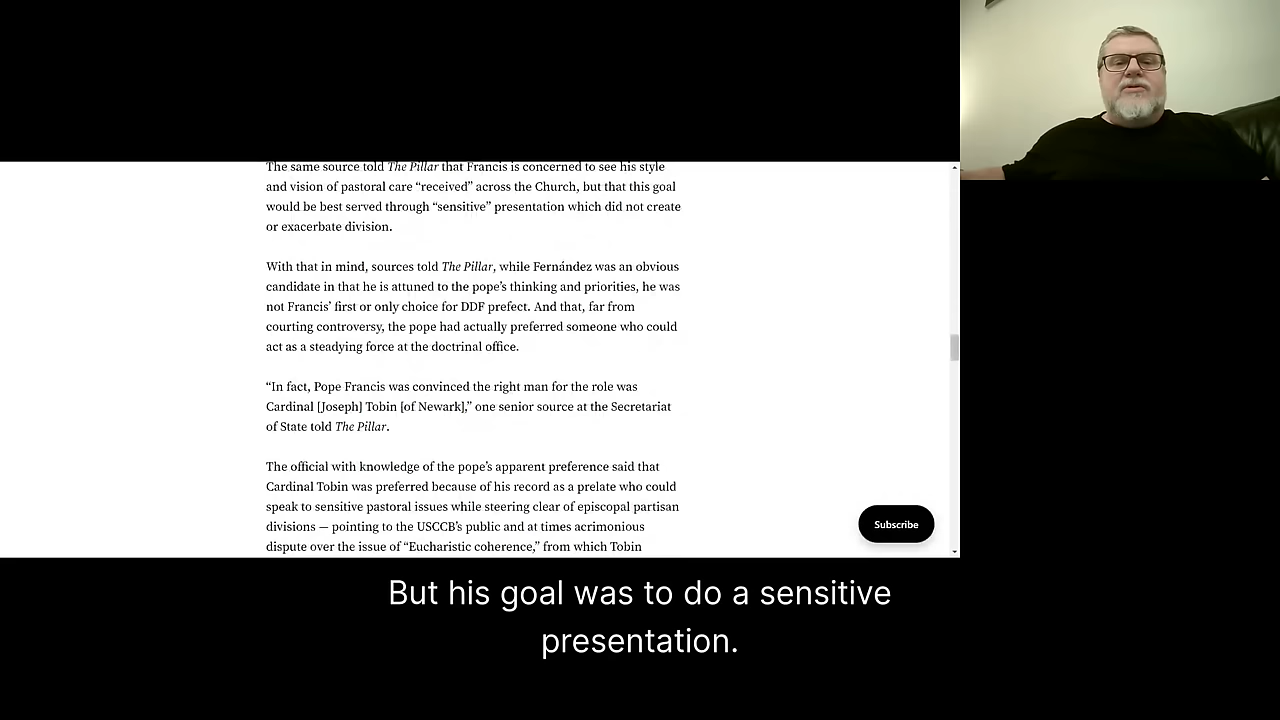 The same source told The Pillar that Francis is concerned to see his style
and vision of pastoral care “received” across the Church, but that this goal
would be best served through “sensitive” presentation which did not create
or exacerbate division.
With that in mind, sources told The Pillar, while Fernández was an obvious
candidate in that he is attuned to the pope’s thinking and priorities, he was
not Francis’ first or only choice for DDF prefect. And that, far from
courting controversy, the pope had actually preferred someone who could
act as a steadying force at the doctrinal office.
“In fact, Pope Francis was convinced the right man for the role was
Cardinal [Joseph] Tobin [of Newark],” one senior source at the Secretariat
of State told The Pillar.
The official with knowledge of the pope’s apparent preference said that
Cardinal Tobin was preferred because of his record as a prelate who could
speak to sensitive pastoral issues while steering clear of episcopal partisan
divisions — pointing to the USCCB’s public and at times acrimonious
dispute over the issue of “Eucharistic coherence,” from which Tobin
Subscribe
But his goal was to do a sensitive
presentation.